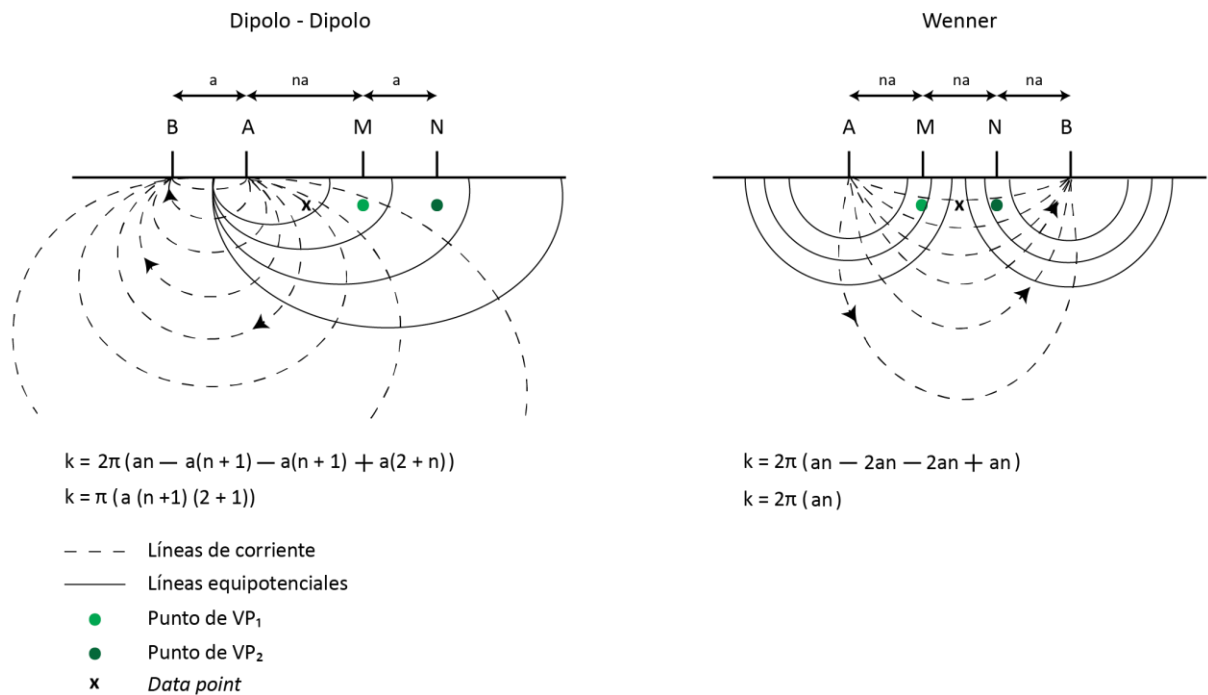 Dipolo - Dipolo
a na a
B A M N
x
k = 2π (an — a(n + 1) — a(n + 1) + a(2 + n))
k = π (a (n +1) (2 + 1))
Wenner
na na na
A M N B
x
k = 2π (an — 2an — 2an + an)
k = 2π (an)
Líneas de corriente
Líneas equipotenciales
Punto de VP₁
Punto de VP₂
x Data point